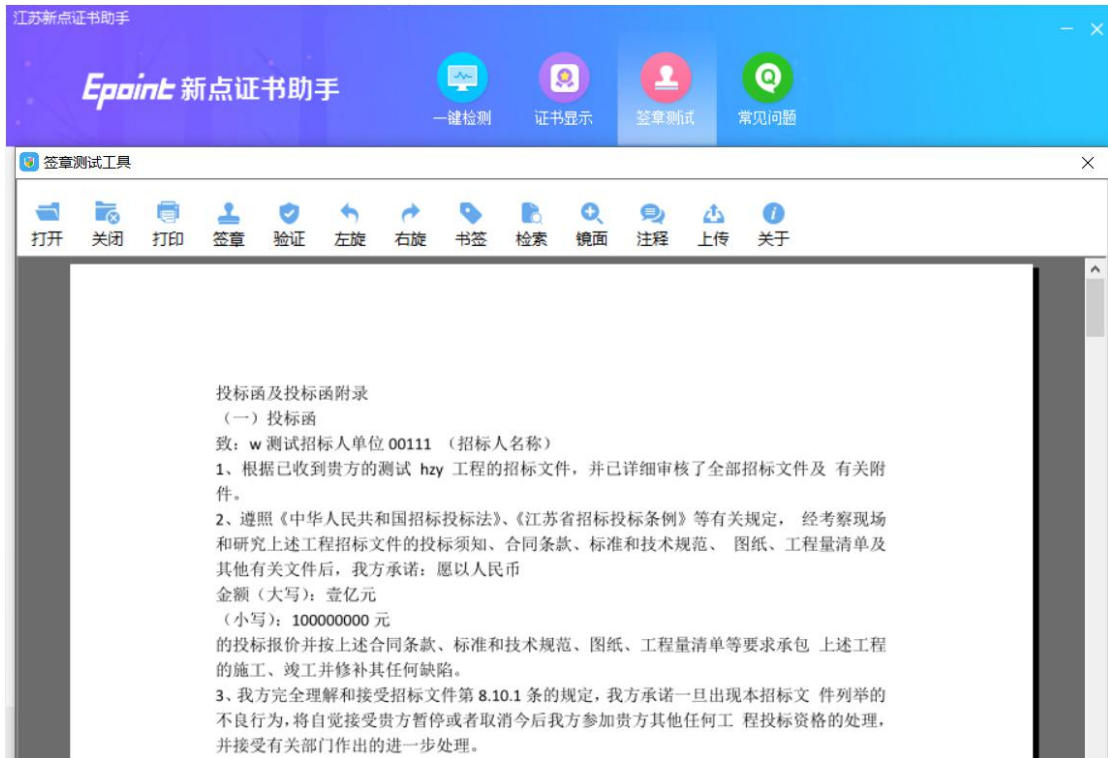 江苏新点证书助手
Epoint 新点证书助手
一键检测 证书显示 签章测试 常见问题
签章测试工具
打开 关闭 打印 签章 验证 左旋 右旋 书签 检索 镜面 注释 上传 关于
投标函及投标函附录
（一）投标函
致：w 测试招标人单位 00111 （招标人名称）
1、根据已收到贵方的测试 hzy 工程的招标文件，并已详细审核了全部招标文件及 有关附
件。
2、遵照《中华人民共和国招标投标法》、《江苏省招标投标条例》等有关规定， 经考察现场
和研究上述工程招标文件的投标须知、合同条款、标准和技术规范、 图纸、工程量清单及
其他有关文件后，我方承诺：愿以人民币
金额（大写）：壹亿元
（小写）：100000000 元
的投标报价并按上述合同条款、标准和技术规范、图纸、工程量清单等要求承包 上述工程
的施工、竣工并修补其任何缺陷。
3、我方完全理解和接受招标文件第 8.10.1 条的规定，我方承诺一旦出现本招标文 件列举的
不良行为，将自觉接受贵方暂停或者取消今后我方参加贵方其他任何工 程投标资格的处理，
并接受有关部门作出的进一步处理。